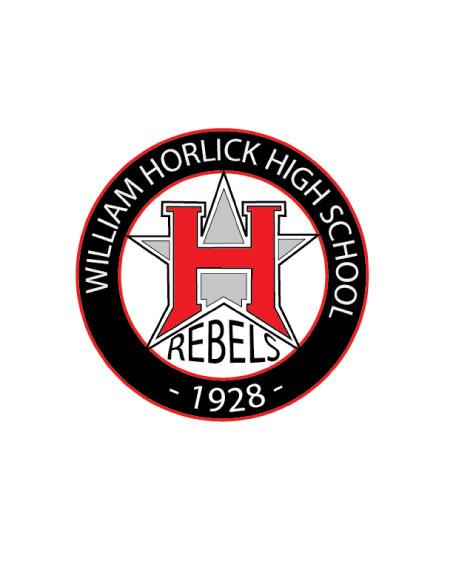 WILLIAM HORLICK HIGH SCHOOL
H
REBELS
- 1928 -